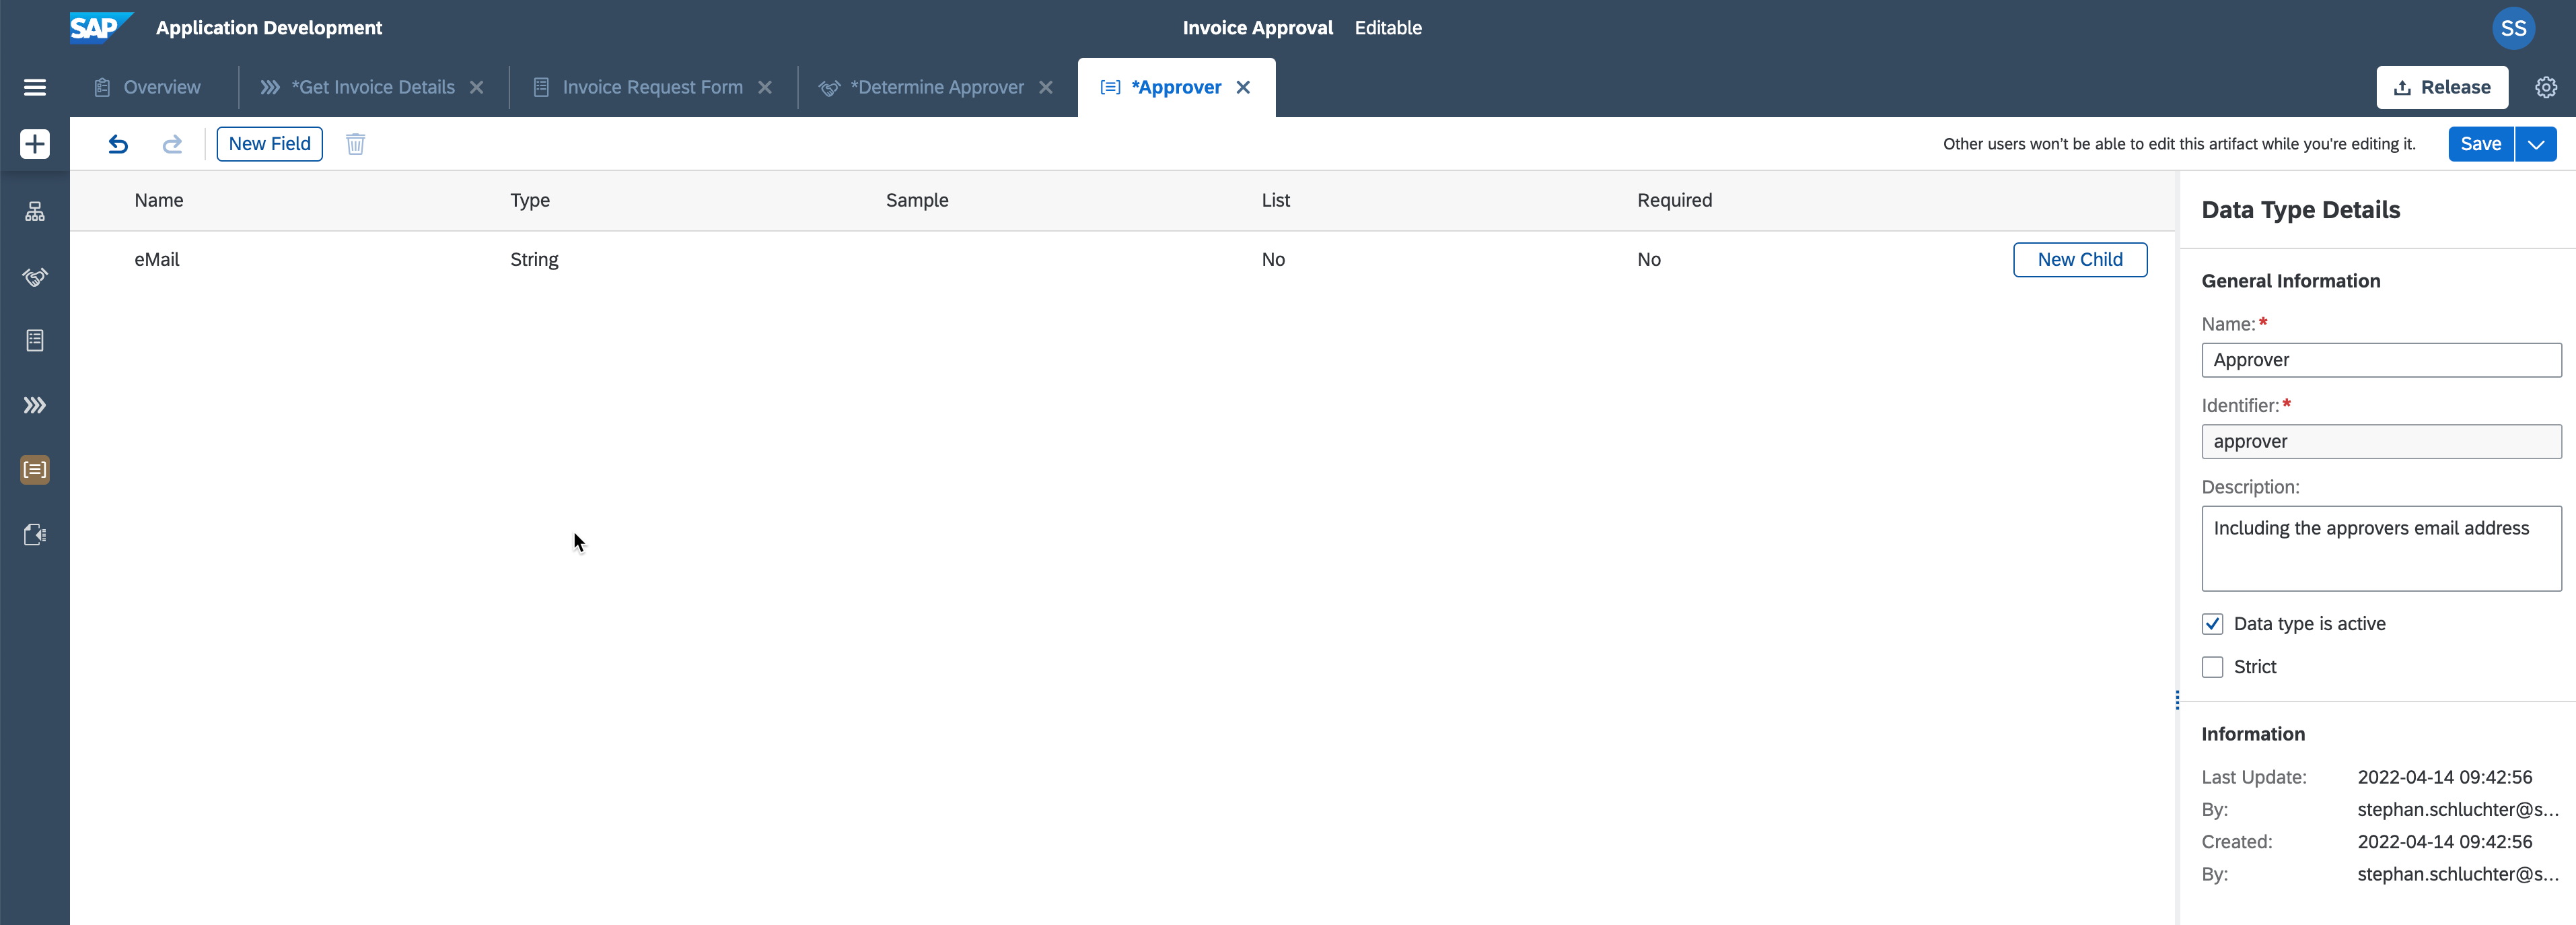 SAP Application Development Invoice Approval Editable SS
Overview *Get Invoice Details Invoice Request Form *Determine Approver *Approver Release
New Field Other users won't be able to edit this artifact while you're editing it. Save
Name Type Sample List Required
eMail String No No New Child
Data Type Details
General Information
Name:*
Approver
Identifier:*
approver
Description:
Including the approvers email address
Data type is active
Strict
Information
Last Update: 2022-04-14 09:42:56
By: stephan.schluchter@s...
Created: 2022-04-14 09:42:56
By: stephan.schluchter@s...